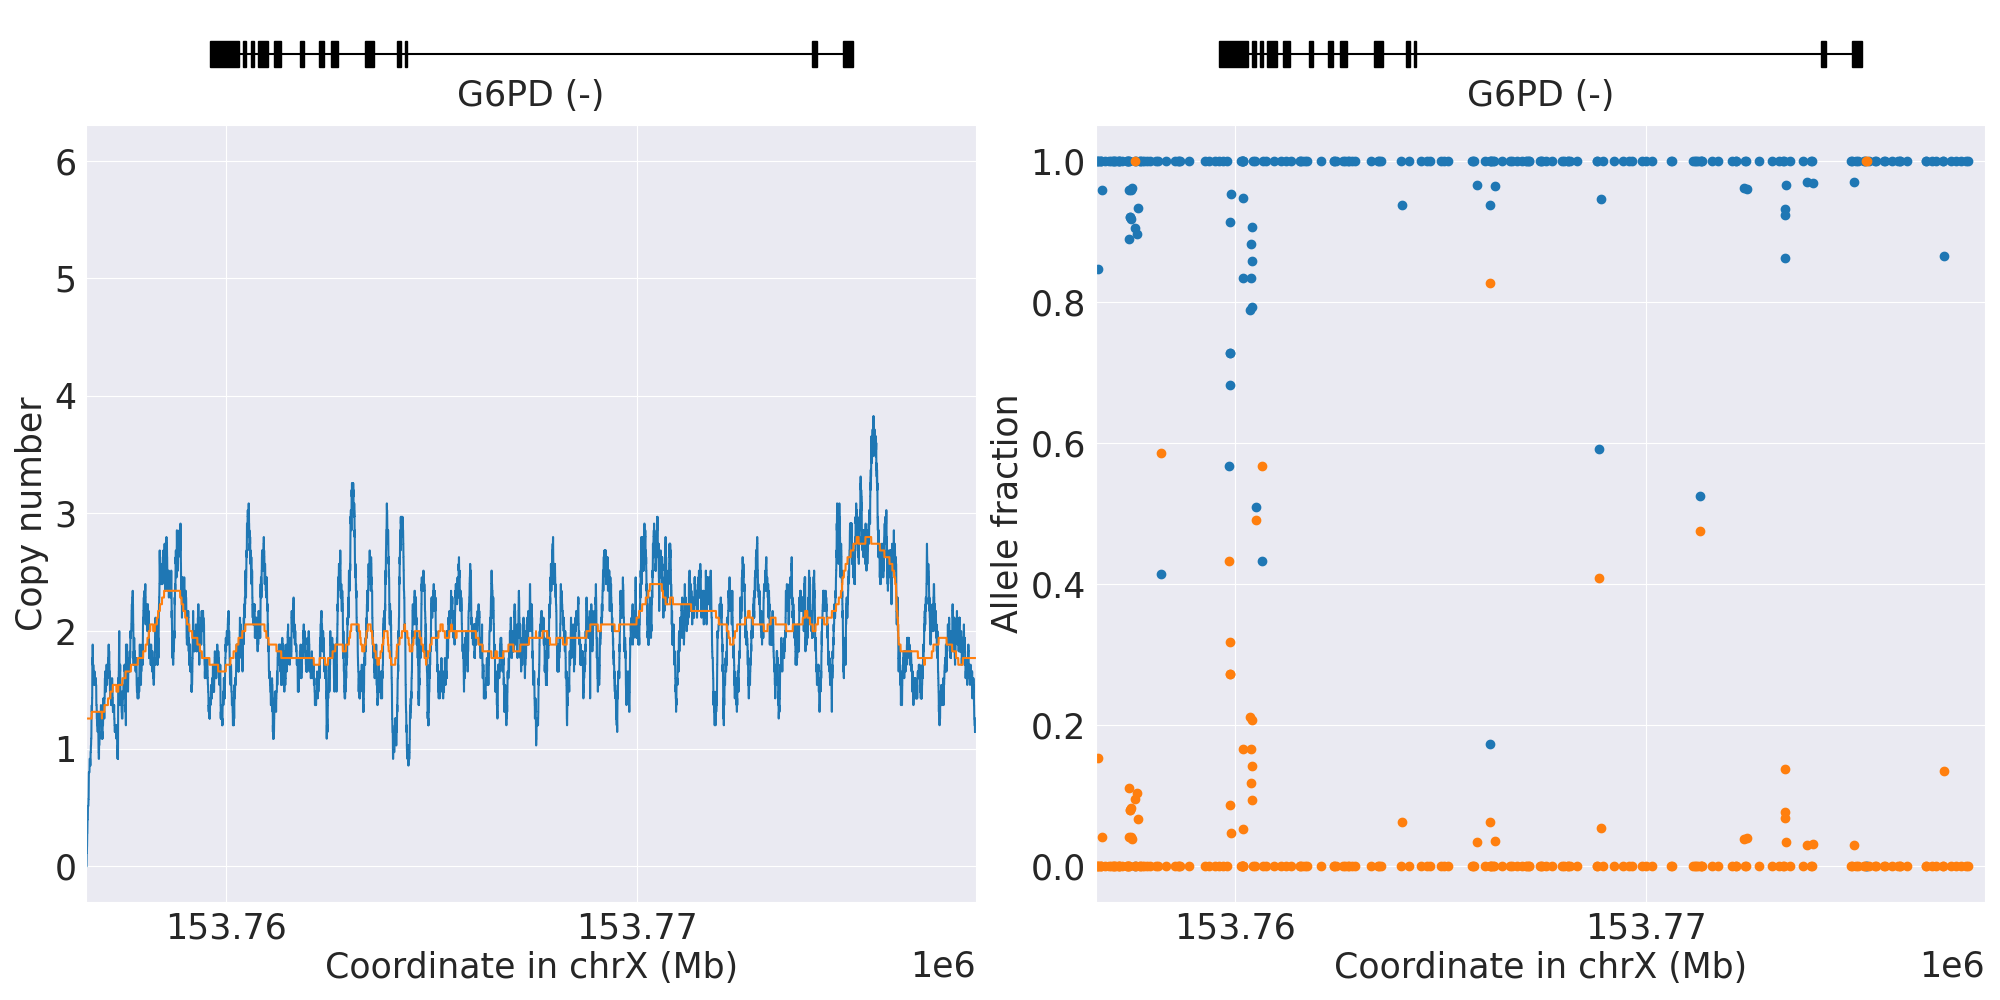 G6PD (-)
6
5
4
3
2
1
0
Copy number
153.76
153.77
Coordinate in chrX (Mb)
1e6
G6PD (-)
1.0
0.8
0.6
0.4
0.2
0.0
Allele fraction
153.76
153.77
Coordinate in chrX (Mb)
1e6